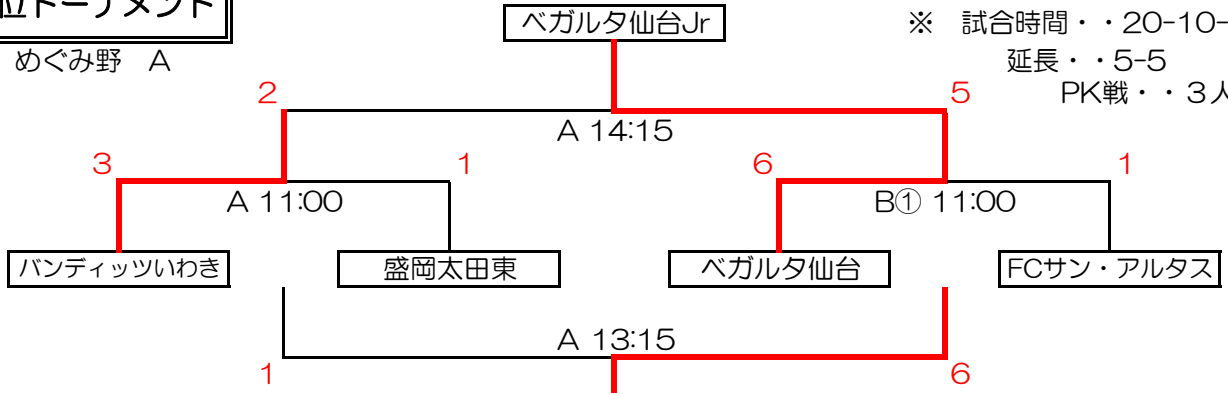 位トーナメント
ベガルタ仙台Jr
※ 試合時間・・20-10-
めぐみ野 A
延長・・5-5
2
5
PK戦・・3人
A 14:15
3
1
6
1
A 11:00
B① 11:00
バンディッツいわき
盛岡太田東
ベガルタ仙台
FCサン・アルタス
A 13:15
1
6